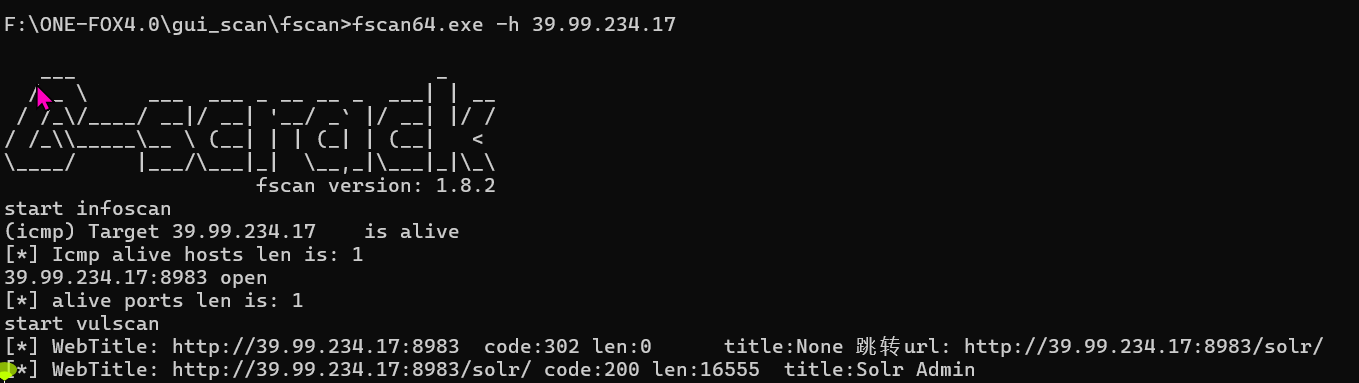 F:\ONE-FOX4.0\gui_scan\fscan>fscan64.exe -h 39.99.234.17
fscan version: 1.8.2
start infoscan
(icmp) Target 39.99.234.17    is alive
[*] Icmp alive hosts len is: 1
39.99.234.17:8983 open
[*] alive ports len is: 1
start vulscan
[*] WebTitle: http://39.99.234.17:8983  code:302 len:0      title:None 跳转url: http://39.99.234.17:8983/solr/
[*] WebTitle: http://39.99.234.17:8983/solr/ code:200 len:16555  title:Solr Admin